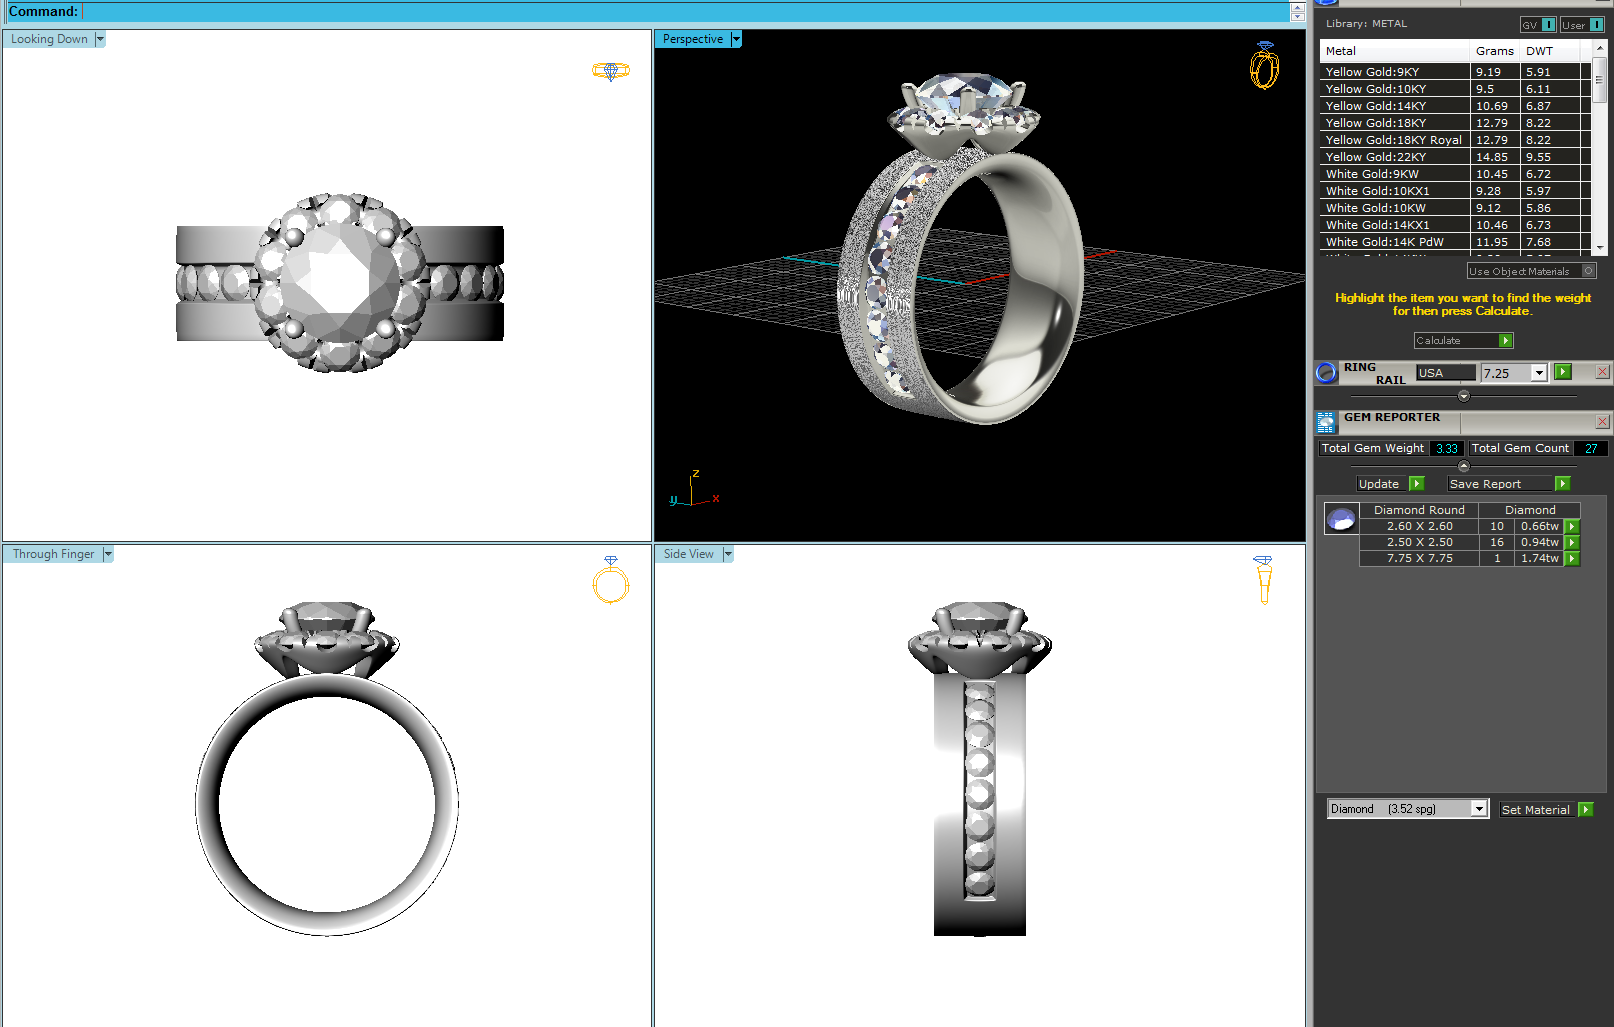 Command:
Looking Down
Perspective
z
y
x
Through Finger
Side View
Library: METAL
GV I User I
Metal Grams DWT
Yellow Gold:9KY 9.19 5.91
Yellow Gold:10KY 9.5 6.11
Yellow Gold:14KY 10.69 6.87
Yellow Gold:18KY 12.79 8.22
Yellow Gold:18KY Royal 12.79 8.22
Yellow Gold:22KY 14.85 9.55
White Gold:9KW 10.45 6.72
White Gold:10KX1 9.28 5.97
White Gold:10KW 9.12 5.86
White Gold:14KX1 10.46 6.73
White Gold:14K PdW 11.95 7.68
Use Object Materials
Highlight the item you want to find the weight
for then press Calculate.
Calculate
RING
RAIL USA 7.25
GEM REPORTER
Total Gem Weight 3.33 Total Gem Count 27
Update Save Report
Diamond Round Diamond
2.60 X 2.60 10 0.66tw
2.50 X 2.50 16 0.94tw
7.75 X 7.75 1 1.74tw
Diamond (3.52 spg) Set Material